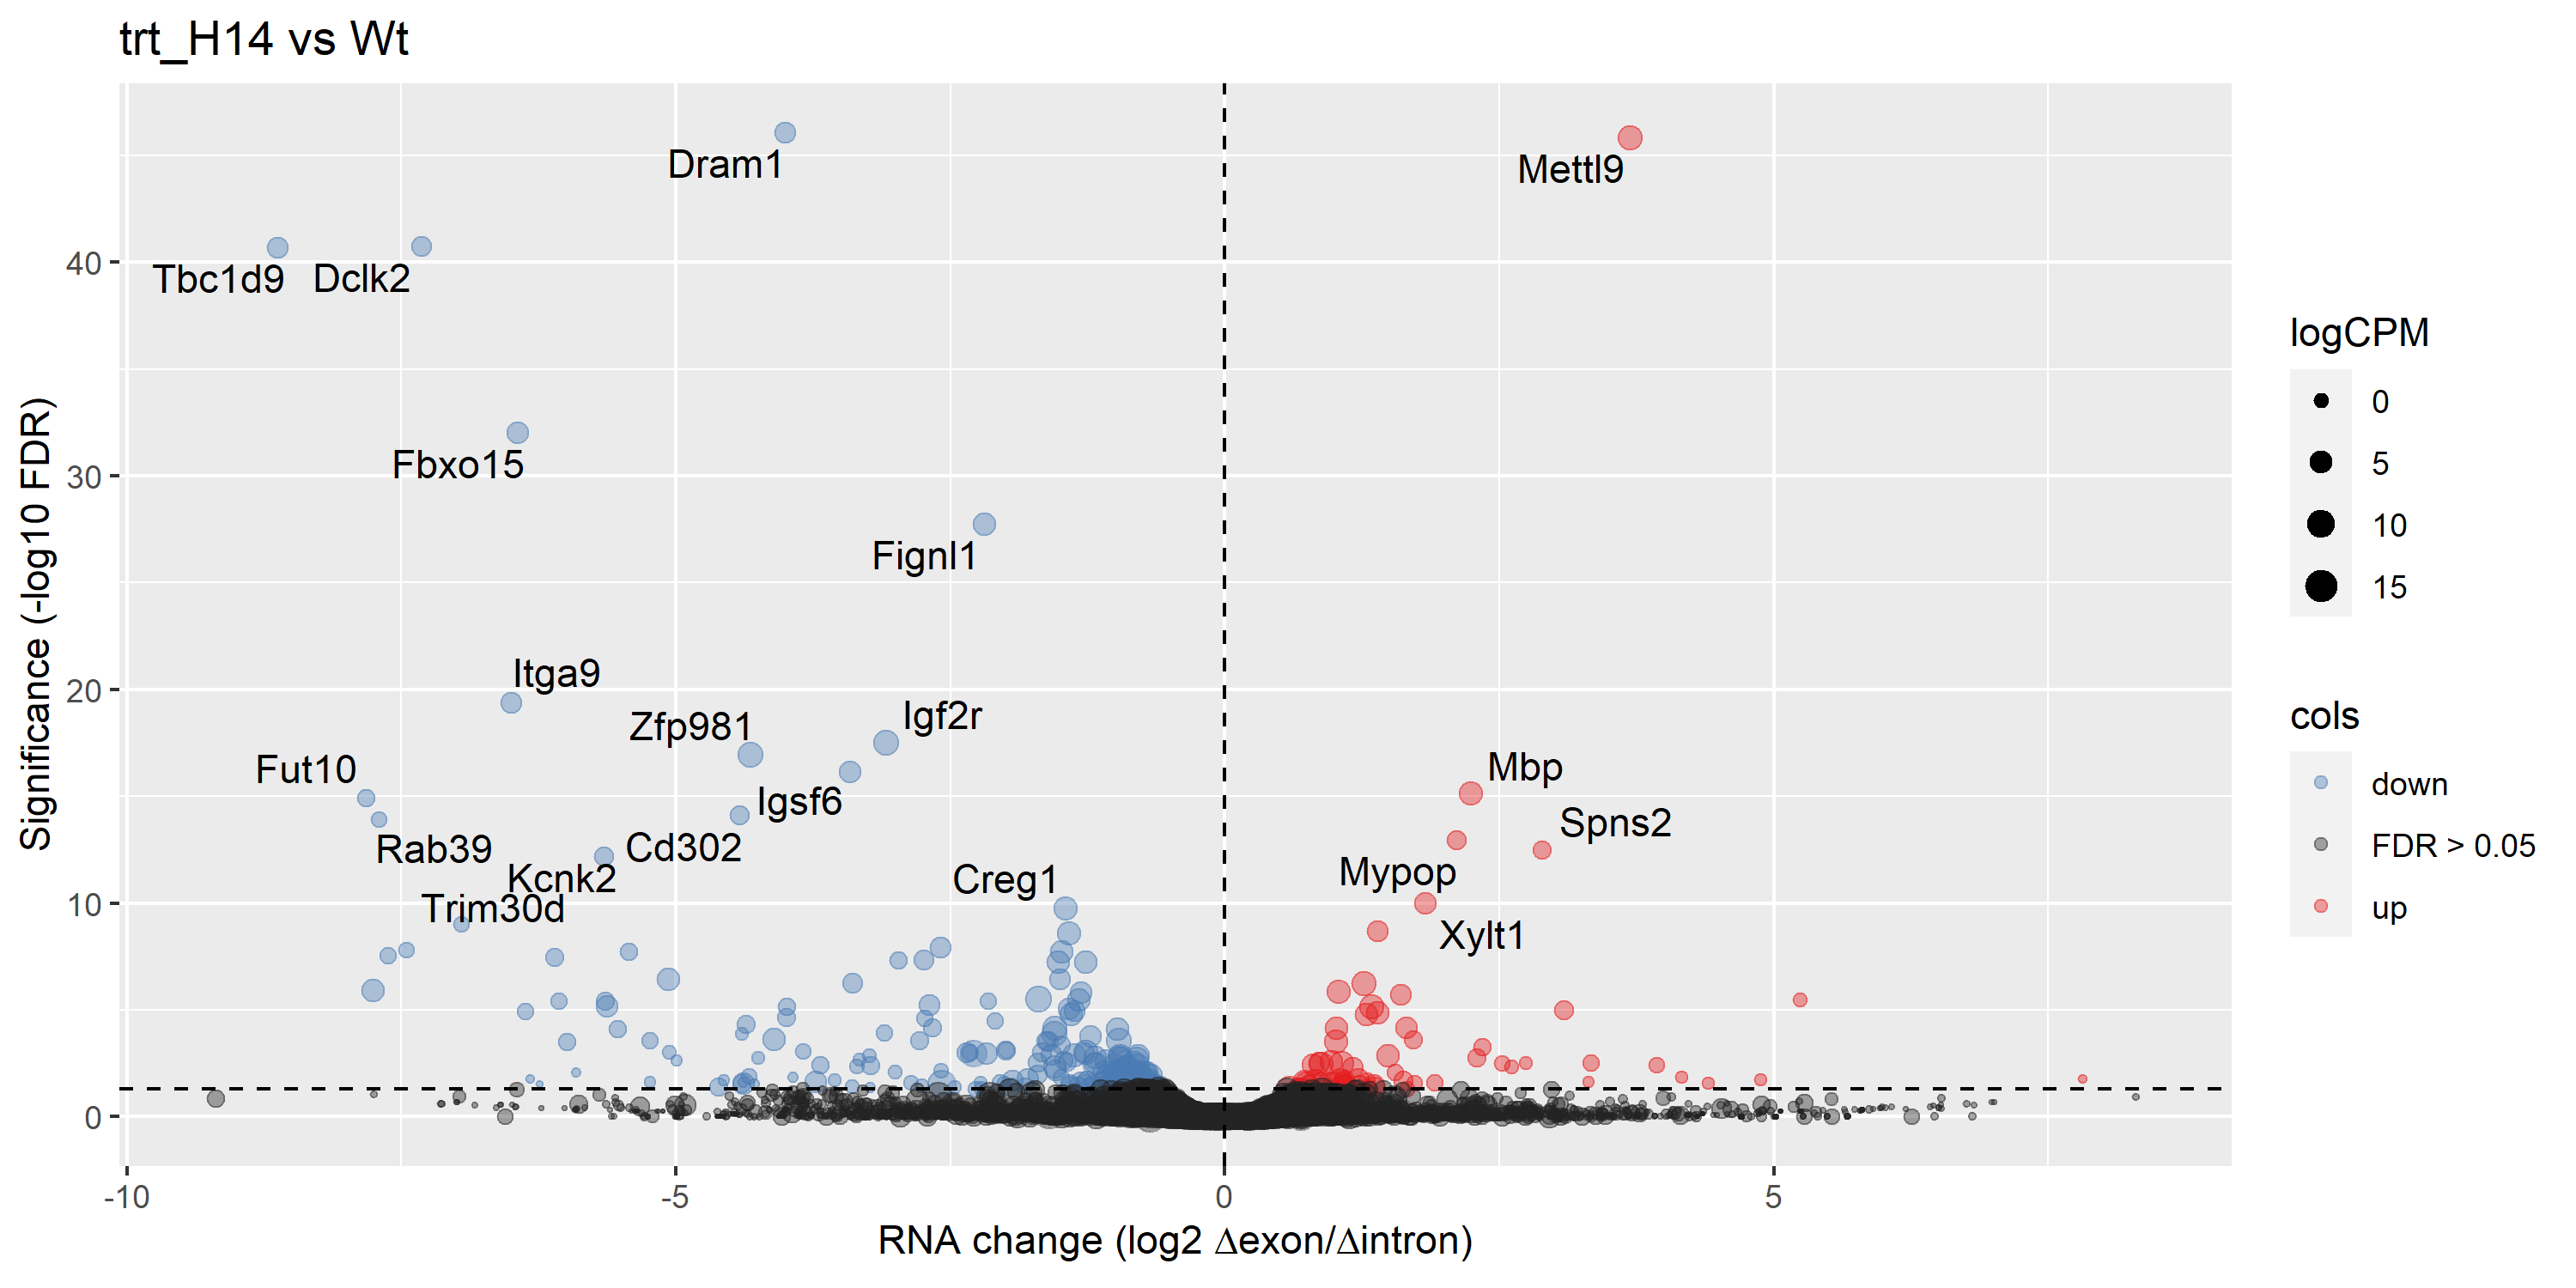 trt_H14 vs Wt
Dram1
Mettl9
Tbc1d9
Dclk2
Fbxo15
Fignl1
Itga9
Zfp981
Igf2r
Fut10
Igsf6
Mbp
Spns2
Rab39
Cd302
Kcnk2
Trim30d
Creg1
Mypop
Xylt1
40
30
20
10
0
-10
-5
0
5
Significance (-log10 FDR)
RNA change (log2 Δexon/Δintron)
logCPM
0
5
10
15
cols
down
FDR > 0.05
up